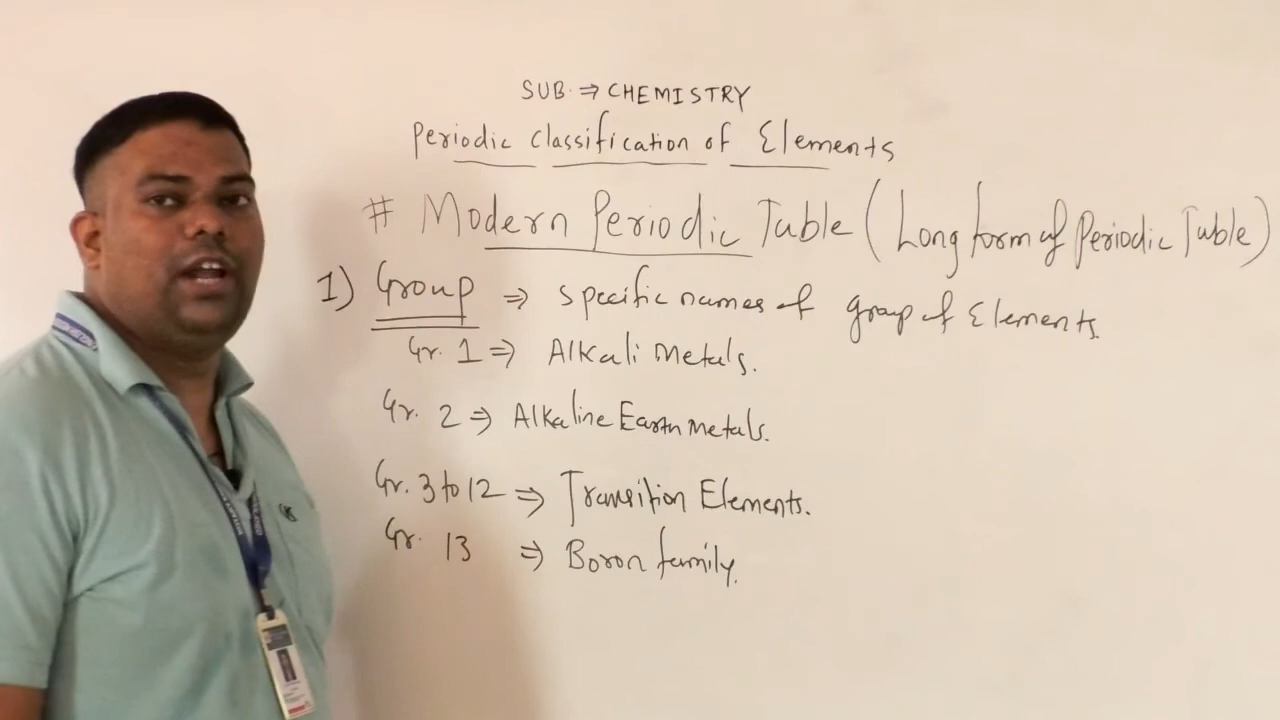 SUB. ⇒ CHEMISTRY
Periodic Classification of Elements
# Modern Periodic Table (Long form of Periodic Table)
1) Group ⇒ Specific names of group of Elements.
Gr. 1 ⇒ Alkali Metals.
Gr. 2 ⇒ Alkaline Earth Metals.
Gr. 3 to 12 ⇒ Transition Elements.
Gr. 13 ⇒ Boron family.